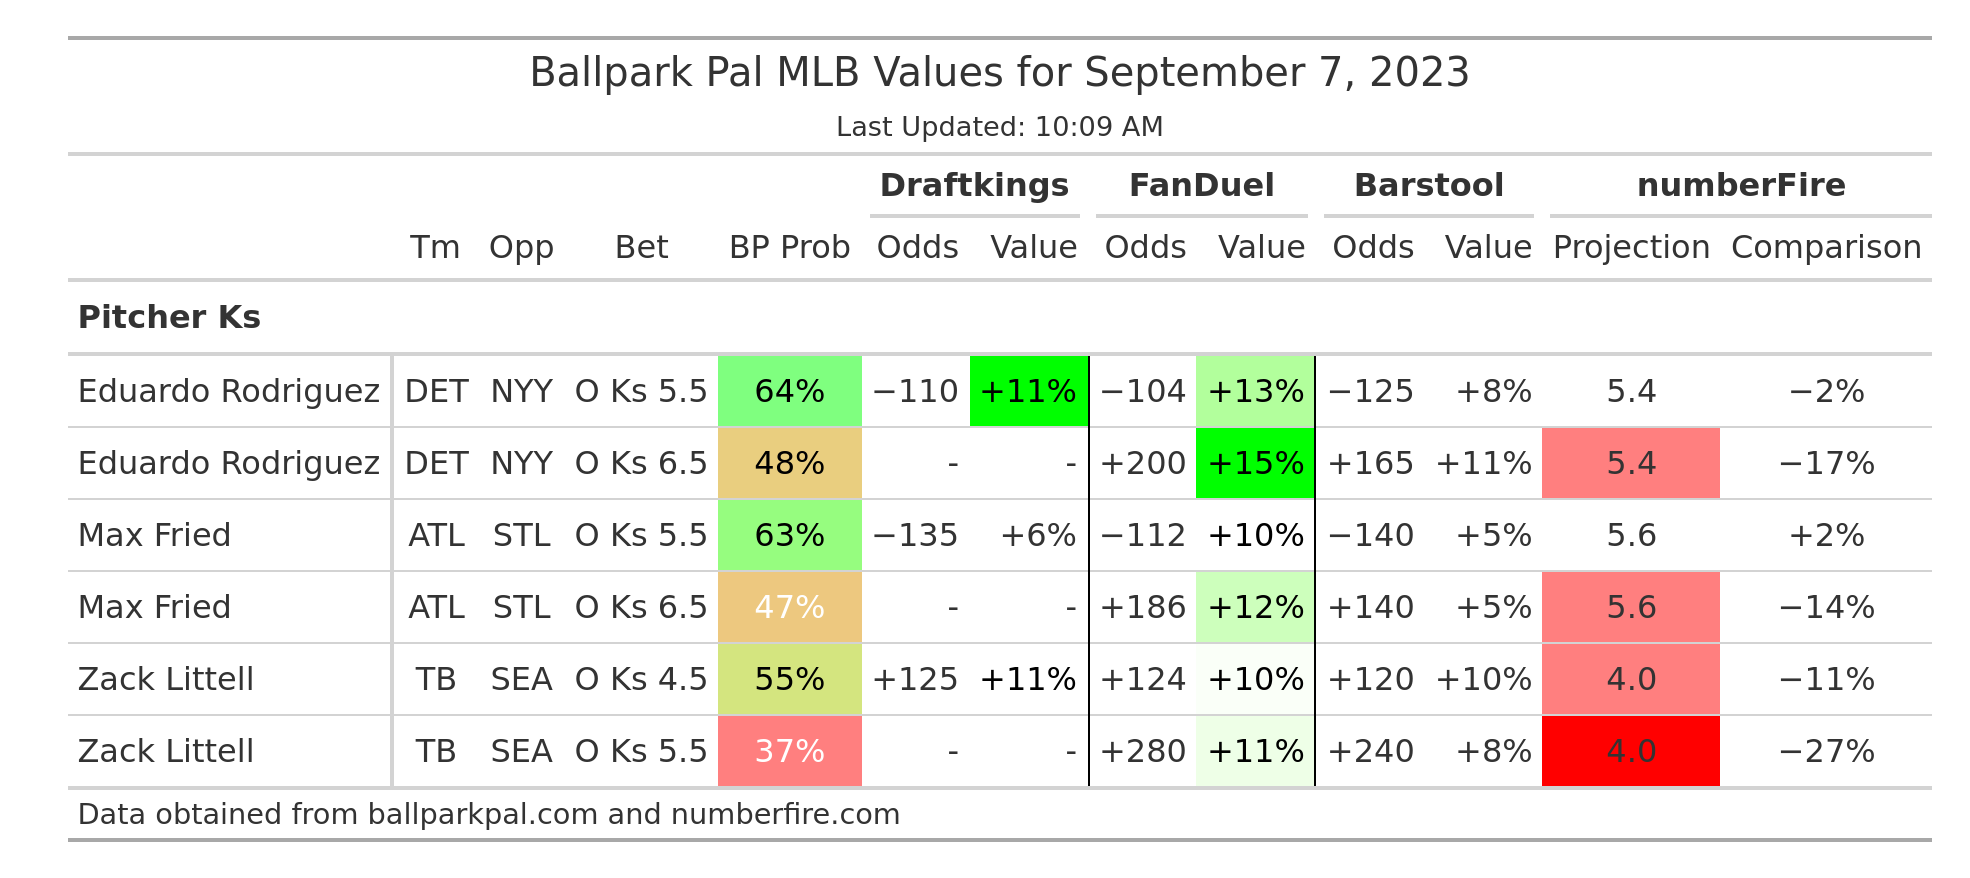 Ballpark Pal MLB Values for September 7, 2023
Last Updated: 10:09 AM
Draftkings FanDuel Barstool numberFire
Tm Opp Bet BP Prob Odds Value Odds Value Odds Value Projection Comparison
Pitcher Ks
Eduardo Rodriguez DET NYY O Ks 5.5 64% −110 +11% −104 +13% −125 +8% 5.4 −2%
Eduardo Rodriguez DET NYY O Ks 6.5 48% - - +200 +15% +165 +11% 5.4 −17%
Max Fried ATL STL O Ks 5.5 63% −135 +6% −112 +10% −140 +5% 5.6 +2%
Max Fried ATL STL O Ks 6.5 47% - - +186 +12% +140 +5% 5.6 −14%
Zack Littell TB SEA O Ks 4.5 55% +125 +11% +124 +10% +120 +10% 4.0 −11%
Zack Littell TB SEA O Ks 5.5 37% - - +280 +11% +240 +8% 4.0 −27%
Data obtained from ballparkpal.com and numberfire.com